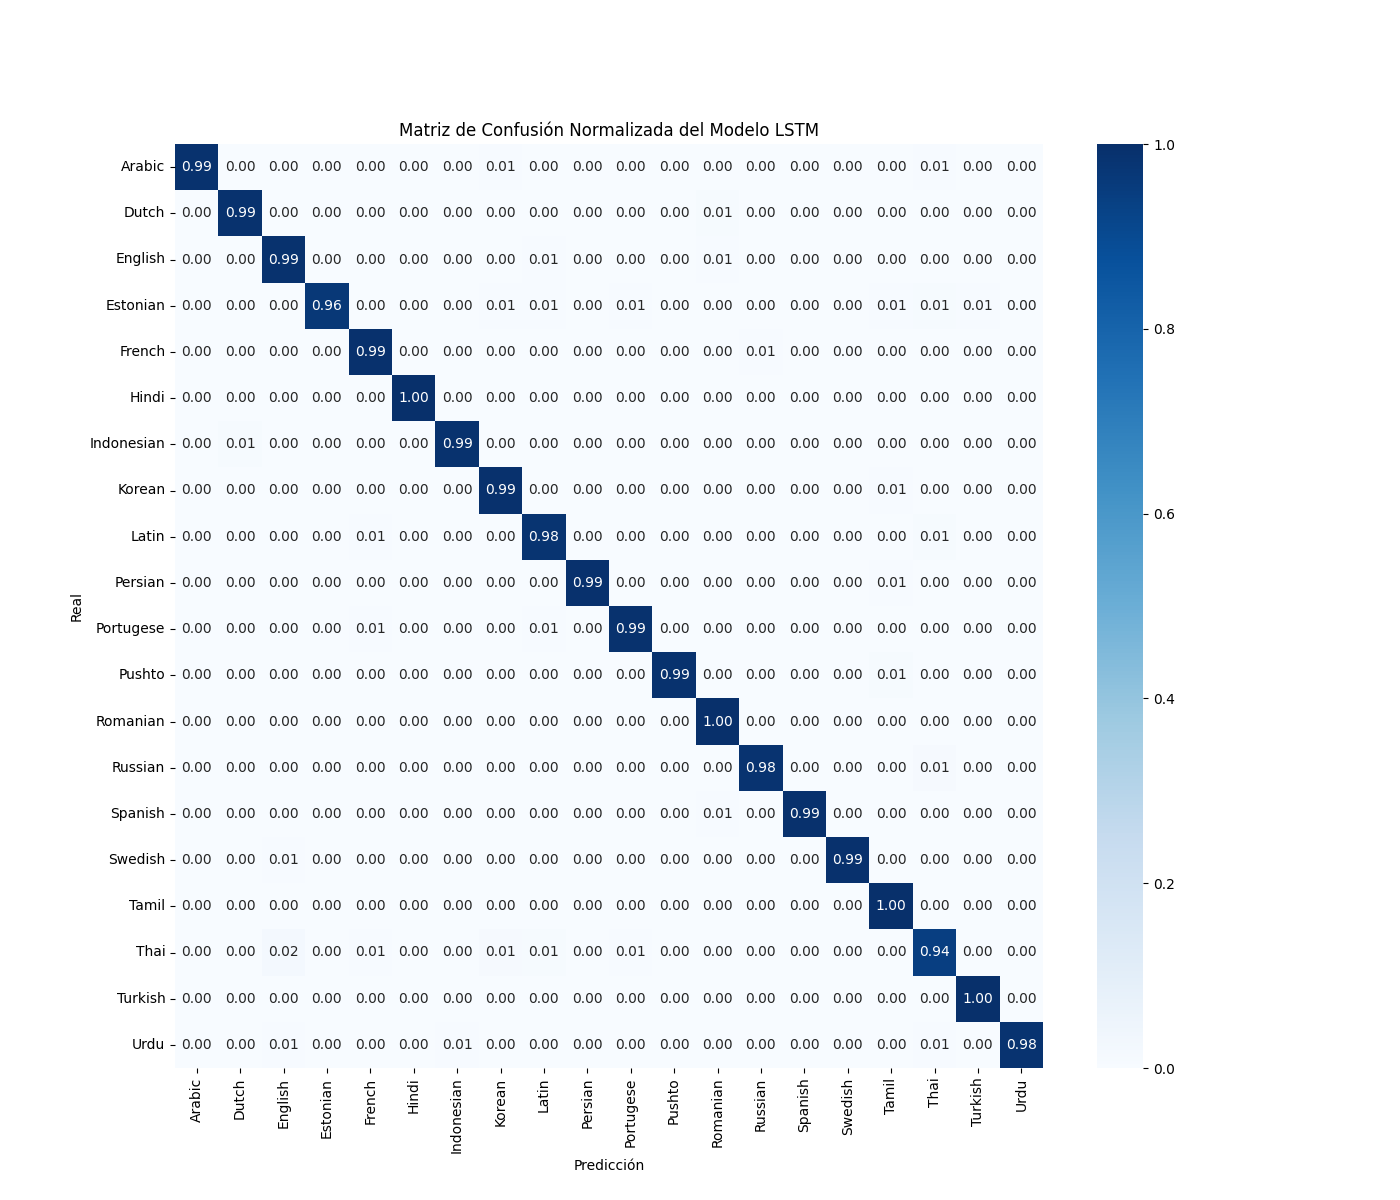 Matriz de Confusión Normalizada del Modelo LSTM
Real
Arabic 0.99 0.00 0.00 0.00 0.00 0.00 0.00 0.01 0.00 0.00 0.00 0.00 0.00 0.00 0.00 0.00 0.00 0.01 0.00 0.00
Dutch 0.00 0.99 0.00 0.00 0.00 0.00 0.00 0.00 0.00 0.00 0.00 0.00 0.01 0.00 0.00 0.00 0.00 0.00 0.00 0.00
English 0.00 0.00 0.99 0.00 0.00 0.00 0.00 0.00 0.01 0.00 0.00 0.00 0.01 0.00 0.00 0.00 0.00 0.00 0.00 0.00
Estonian 0.00 0.00 0.00 0.96 0.00 0.00 0.00 0.01 0.01 0.00 0.01 0.00 0.00 0.00 0.00 0.00 0.01 0.01 0.01 0.00
French 0.00 0.00 0.00 0.00 0.99 0.00 0.00 0.00 0.00 0.00 0.00 0.00 0.00 0.01 0.00 0.00 0.00 0.00 0.00 0.00
Hindi 0.00 0.00 0.00 0.00 0.00 1.00 0.00 0.00 0.00 0.00 0.00 0.00 0.00 0.00 0.00 0.00 0.00 0.00 0.00 0.00
Indonesian 0.00 0.01 0.00 0.00 0.00 0.00 0.99 0.00 0.00 0.00 0.00 0.00 0.00 0.00 0.00 0.00 0.00 0.00 0.00 0.00
Korean 0.00 0.00 0.00 0.00 0.00 0.00 0.00 0.99 0.00 0.00 0.00 0.00 0.00 0.00 0.00 0.00 0.01 0.00 0.00 0.00
Latin 0.00 0.00 0.00 0.00 0.01 0.00 0.00 0.00 0.98 0.00 0.00 0.00 0.00 0.00 0.00 0.00 0.00 0.01 0.00 0.00
Persian 0.00 0.00 0.00 0.00 0.00 0.00 0.00 0.00 0.00 0.99 0.00 0.00 0.00 0.00 0.00 0.00 0.01 0.00 0.00 0.00
Portugese 0.00 0.00 0.00 0.00 0.01 0.00 0.00 0.00 0.01 0.00 0.99 0.00 0.00 0.00 0.00 0.00 0.00 0.00 0.00 0.00
Pushto 0.00 0.00 0.00 0.00 0.00 0.00 0.00 0.00 0.00 0.00 0.00 0.99 0.00 0.00 0.00 0.00 0.01 0.00 0.00 0.00
Romanian 0.00 0.00 0.00 0.00 0.00 0.00 0.00 0.00 0.00 0.00 0.00 0.00 1.00 0.00 0.00 0.00 0.00 0.00 0.00 0.00
Russian 0.00 0.00 0.00 0.00 0.00 0.00 0.00 0.00 0.00 0.00 0.00 0.00 0.00 0.98 0.00 0.00 0.00 0.01 0.00 0.00
Spanish 0.00 0.00 0.00 0.00 0.00 0.00 0.00 0.00 0.00 0.00 0.00 0.00 0.01 0.00 0.99 0.00 0.00 0.00 0.00 0.00
Swedish 0.00 0.00 0.01 0.00 0.00 0.00 0.00 0.00 0.00 0.00 0.00 0.00 0.00 0.00 0.00 0.99 0.00 0.00 0.00 0.00
Tamil 0.00 0.00 0.00 0.00 0.00 0.00 0.00 0.00 0.00 0.00 0.00 0.00 0.00 0.00 0.00 0.00 1.00 0.00 0.00 0.00
Thai 0.00 0.00 0.02 0.00 0.01 0.00 0.00 0.01 0.01 0.00 0.01 0.00 0.00 0.00 0.00 0.00 0.00 0.94 0.00 0.00
Turkish 0.00 0.00 0.00 0.00 0.00 0.00 0.00 0.00 0.00 0.00 0.00 0.00 0.00 0.00 0.00 0.00 0.00 0.00 1.00 0.00
Urdu 0.00 0.00 0.01 0.00 0.00 0.00 0.01 0.00 0.00 0.00 0.00 0.00 0.00 0.00 0.00 0.00 0.00 0.01 0.00 0.98
Arabic Dutch English Estonian French Hindi Indonesian Korean Latin Persian Portugese Pushto Romanian Russian Spanish Swedish Tamil Thai Turkish Urdu
Predicción
1.0
0.8
0.6
0.4
0.2
0.0